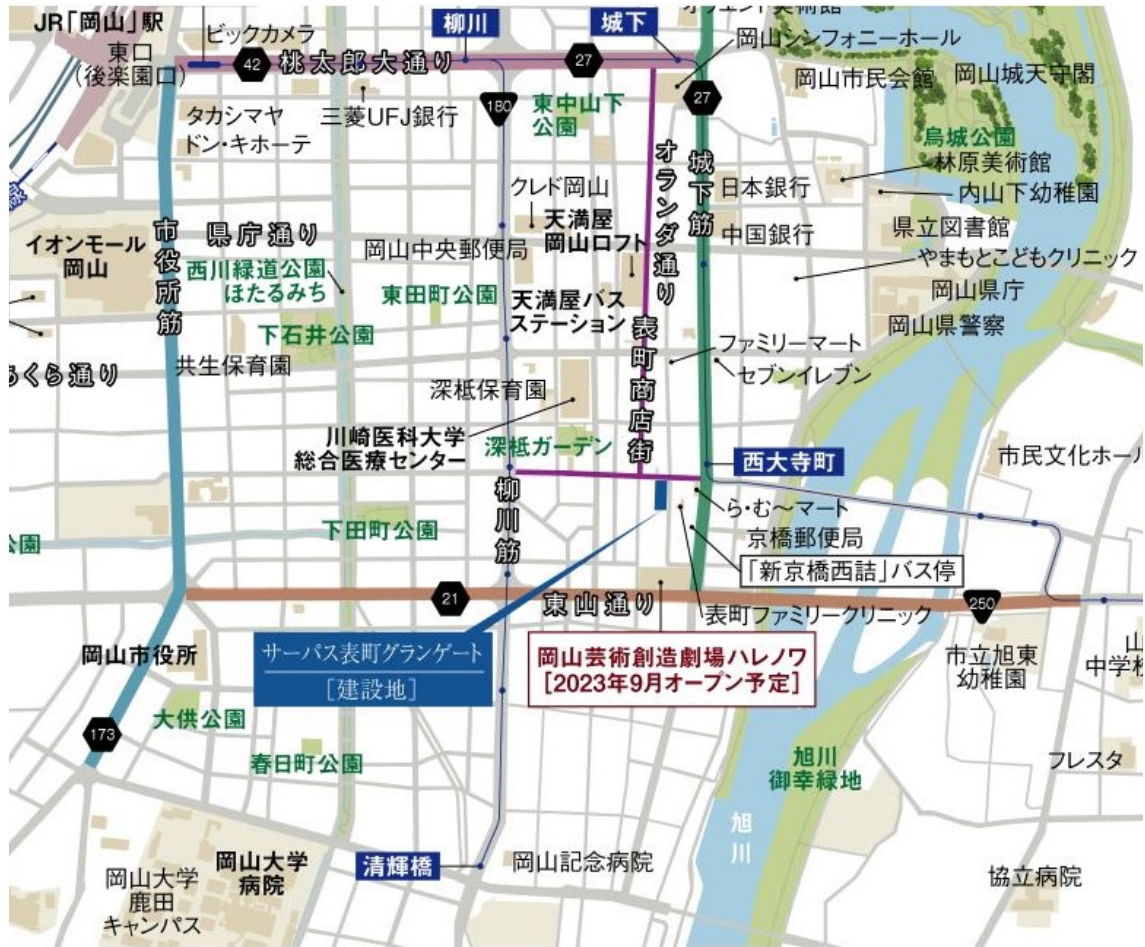 JR「岡山」駅
東口
(後楽園口)
ビックカメラ
柳川
城下
岡山シンフォニーホール
42
桃太郎大通り
27
岡山市民会館
岡山城天守閣
タカシマヤ
ドン・キホーテ
三菱UFJ銀行
180
東中山下
公園
27
烏城公園
林原美術館
内山下幼稚園
オランダ通り
城下筋
日本銀行
クレド岡山
天満屋
岡山ロフト
中国銀行
県立図書館
やまもとこどもクリニック
イオンモール
岡山
市役所筋
県庁通り
西川緑道公園
ほたるみち
岡山中央郵便局
東田町公園
天満屋バス
ステーション
岡山県庁
岡山県警察
下石井公園
表町商店街
ファミリーマート
セブンイレブン
くら通り
共生保育園
深柢保育園
川崎医科大学
総合医療センター
深柢ガーデン
西大寺町
市民文化ホー
柳川筋
ら・む～マート
京橋郵便局
「新京橋西詰」バス停
公園
下田町公園
21
東山通り
表町ファミリークリニック
250
岡山市役所
サーパス表町グランゲート
[建設地]
岡山芸術創造劇場ハレノワ
[2023年9月オープン予定]
市立旭東
幼稚園
山
中学校
大供公園
173
春日町公園
旭川
御幸緑地
フレスタ
旭川
清輝橋
岡山大学
病院
岡山大学
鹿田
キャンパス
岡山記念病院
協立病院